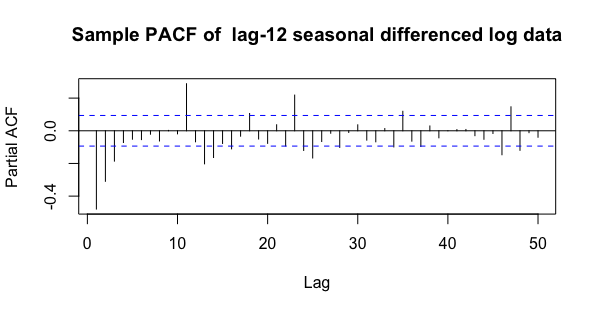 Sample PACF of lag-12 seasonal differenced log data
Partial ACF
0.0
-0.4
0 10 20 30 40 50
Lag